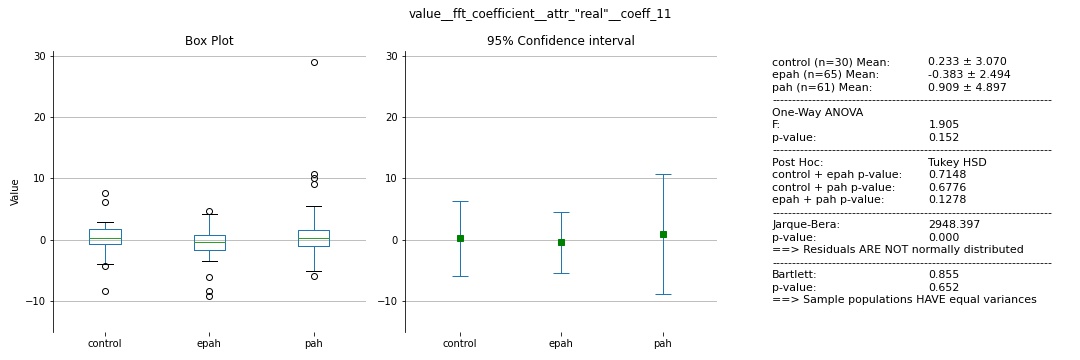 value__fft_coefficient__attr_"real"__coeff_11
Box Plot
Value
30
20
10
0
−10
control
epah
pah
95% Confidence interval
30
20
10
0
−10
control
epah
pah
control (n=30) Mean: 0.233 ± 3.070
epah (n=65) Mean: -0.383 ± 2.494
pah (n=61) Mean: 0.909 ± 4.897
One-Way ANOVA
F: 1.905
p-value: 0.152
Post Hoc: Tukey HSD
control + epah p-value: 0.7148
control + pah p-value: 0.6776
epah + pah p-value: 0.1278
Jarque-Bera: 2948.397
p-value: 0.000
==> Residuals ARE NOT normally distributed
Bartlett: 0.855
p-value: 0.652
==> Sample populations HAVE equal variances